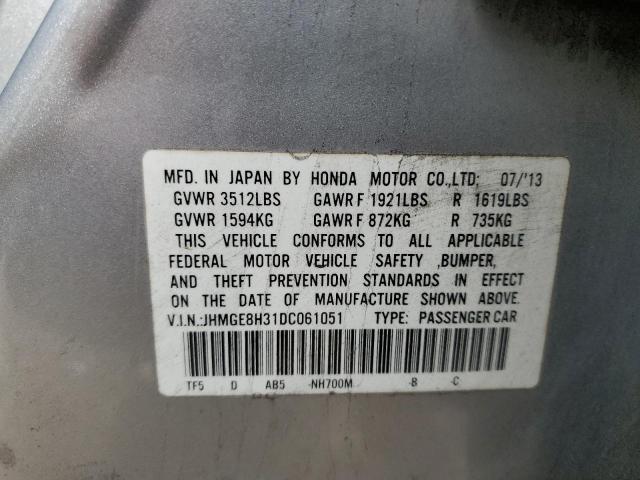 MFD. IN JAPAN BY HONDA MOTOR CO.,LTD; 07/'13
GVWR 3512LBS GAWR F 1921LBS R 1619LBS
GVWR 1594KG GAWR F 872KG R 735KG
THIS VEHICLE CONFORMS TO ALL APPLICABLE
FEDERAL MOTOR VEHICLE SAFETY ,BUMPER,
AND THEFT PREVENTION STANDARDS IN EFFECT
ON THE DATE OF MANUFACTURE SHOWN ABOVE.
V.I.N.:JHMGE8H31DC061051 TYPE: PASSENGER CAR
TF5 D AB5 -NH700M -B -C